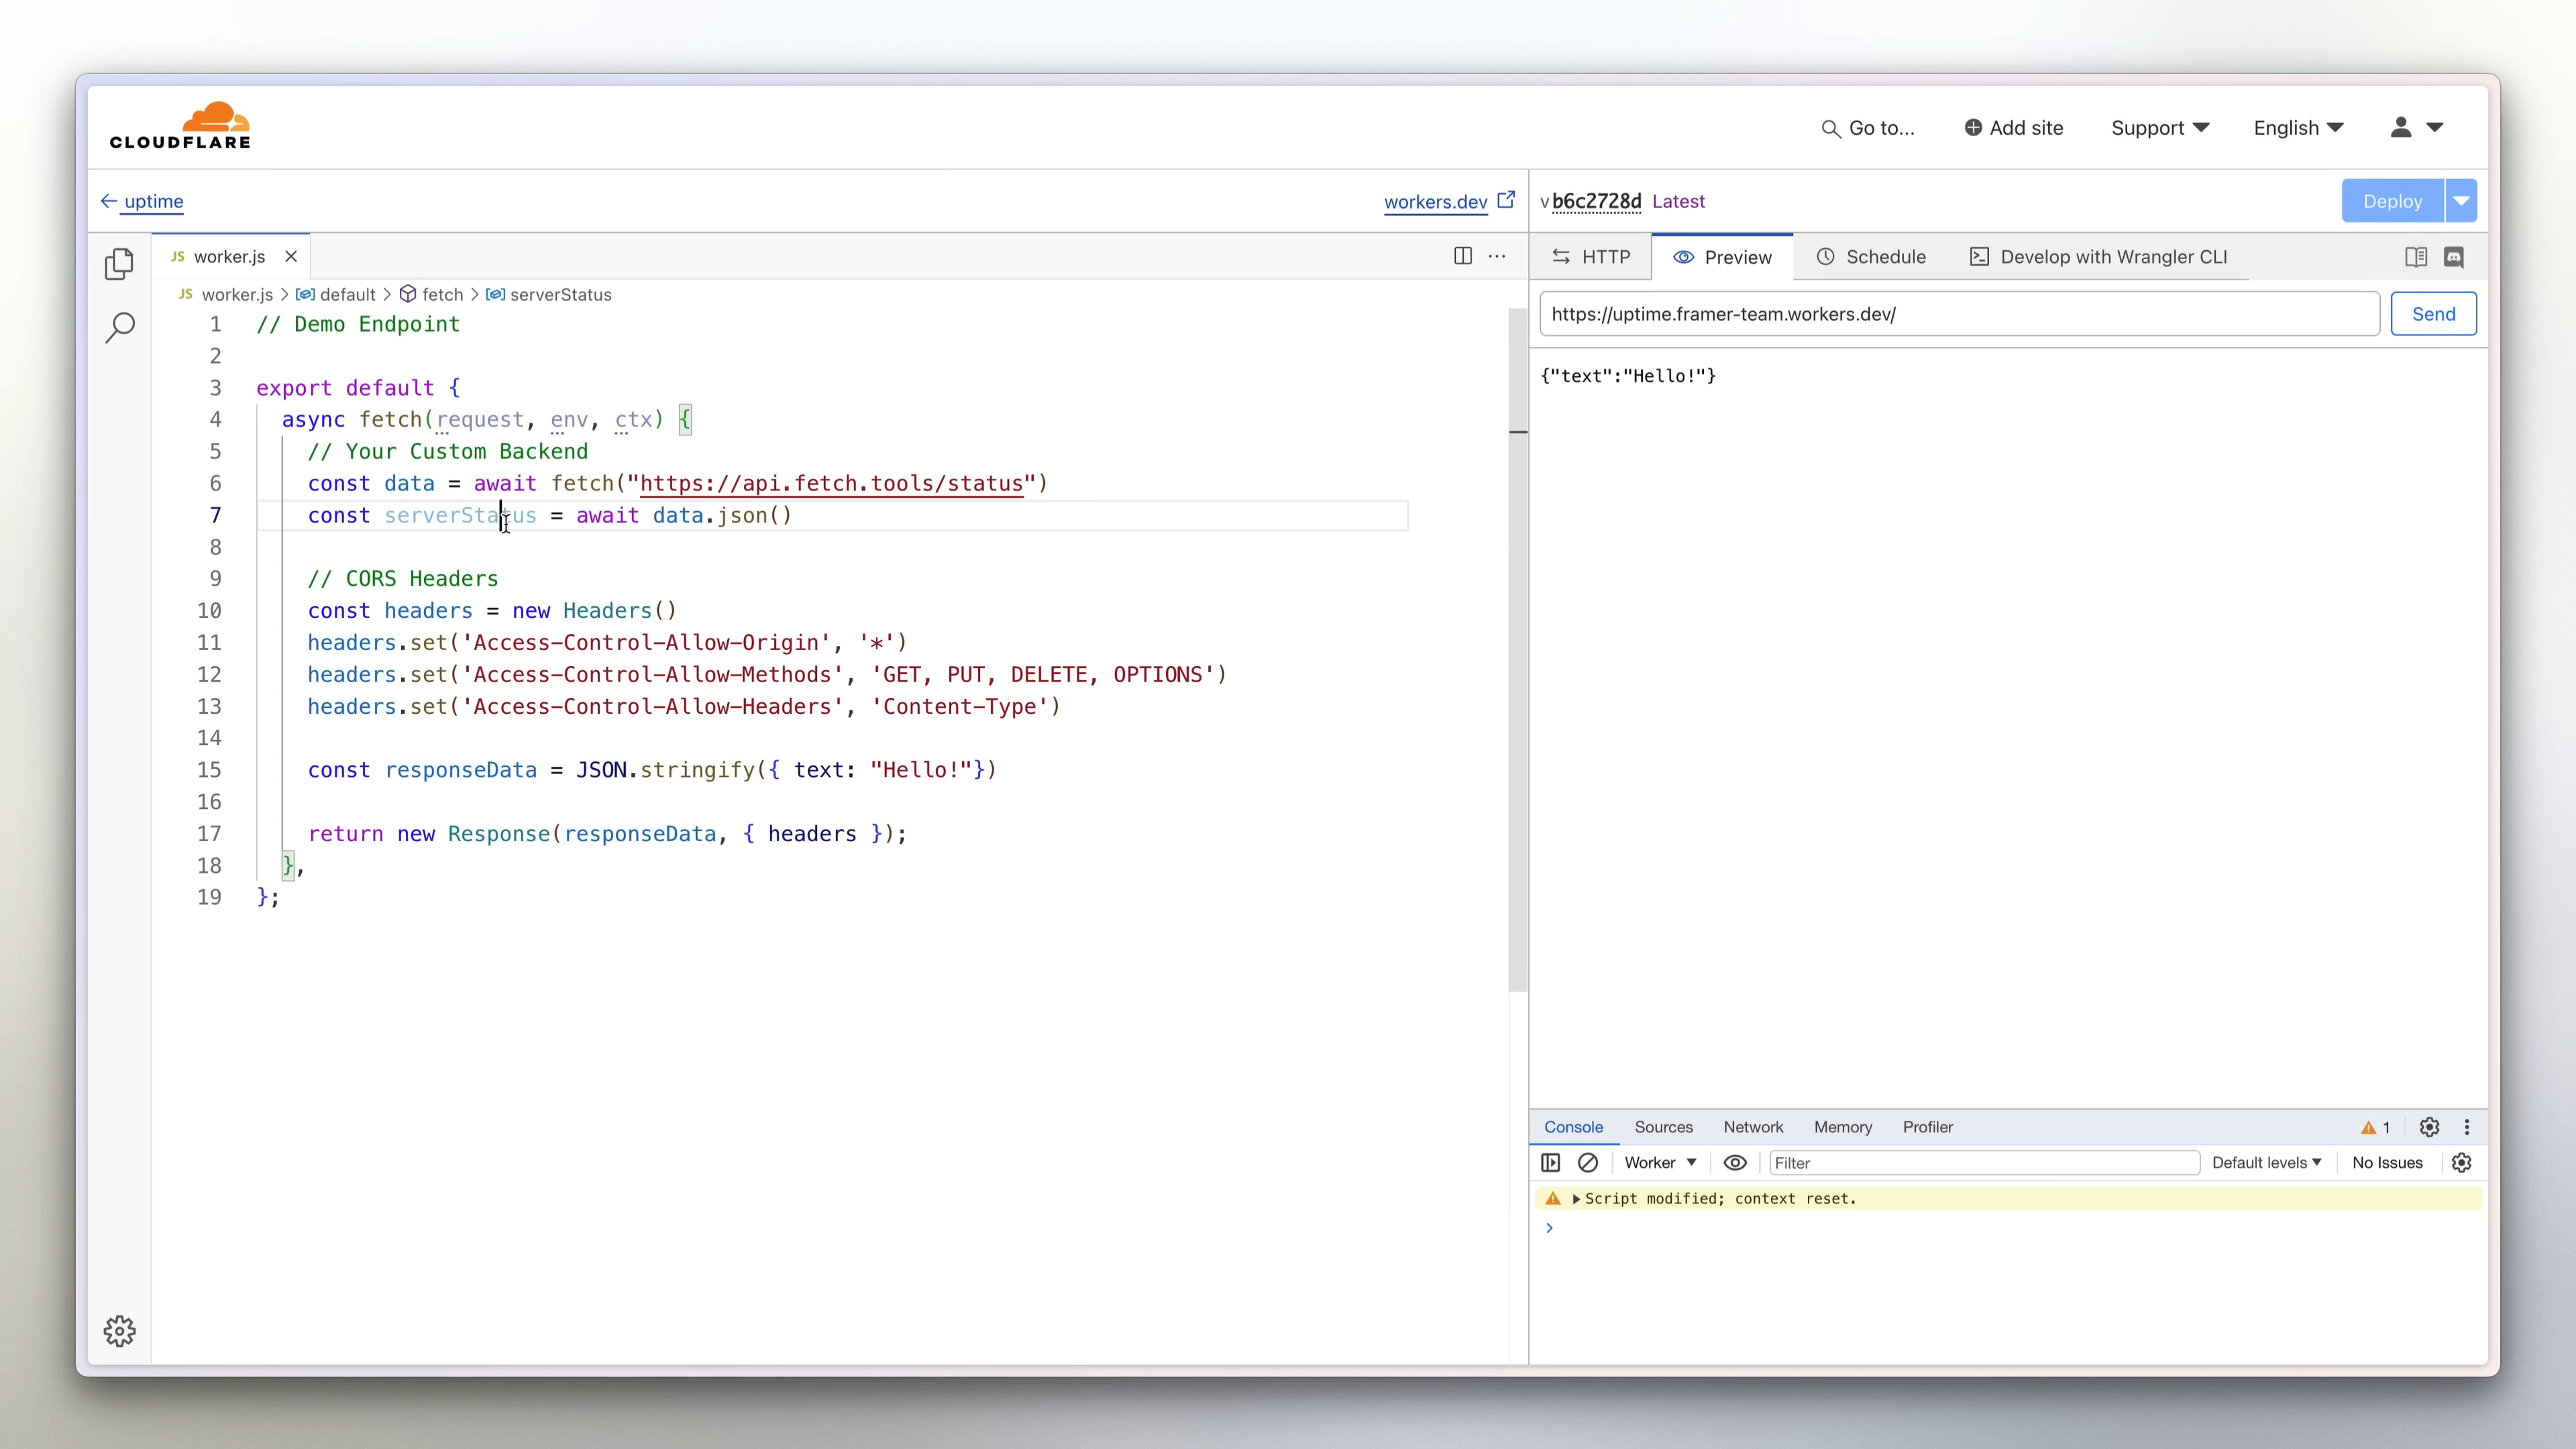 CLOUDFLARE
Go to...
Add site
Support
English
← uptime
workers.dev
v b6c2728d Latest
Deploy
JS worker.js
HTTP
Preview
Schedule
Develop with Wrangler CLI
JS worker.js > default > fetch > serverStatus
https://uptime.framer-team.workers.dev/
Send
{"text":"Hello!"}
1 // Demo Endpoint
2
3 export default {
4 async fetch(request, env, ctx) {
5 // Your Custom Backend
6 const data = await fetch("https://api.fetch.tools/status")
7 const serverStatus = await data.json()
8
9 // CORS Headers
10 const headers = new Headers()
11 headers.set('Access-Control-Allow-Origin', '*')
12 headers.set('Access-Control-Allow-Methods', 'GET, PUT, DELETE, OPTIONS')
13 headers.set('Access-Control-Allow-Headers', 'Content-Type')
14
15 const responseData = JSON.stringify({ text: "Hello!"})
16
17 return new Response(responseData, { headers });
18 },
19 };
Console
Sources
Network
Memory
Profiler
1
Worker
Filter
Default levels
No Issues
Script modified; context reset.
>